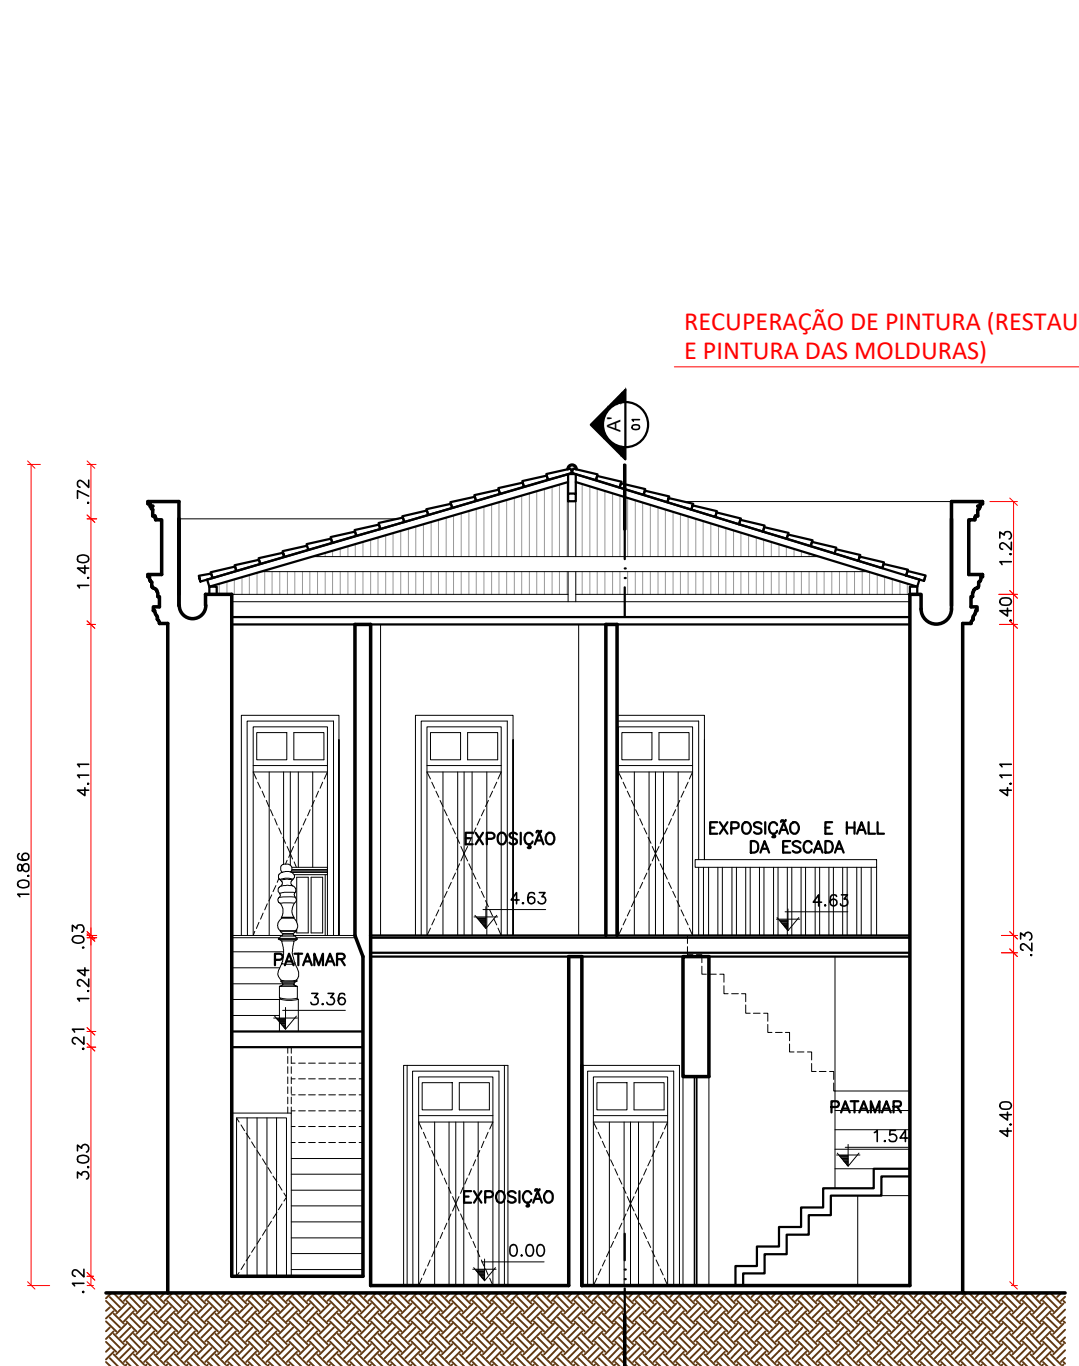 RECUPERAÇÃO DE PINTURA (RESTAU
E PINTURA DAS MOLDURAS)
A'
01
.72
1.40
4.11
10.86
.03
1.24
.21
3.03
.12
1.23
.40
4.11
.23
4.40
EXPOSIÇÃO
4.63
EXPOSIÇÃO E HALL
DA ESCADA
4.63
PATAMAR
3.36
PATAMAR
1.54
EXPOSIÇÃO
0.00